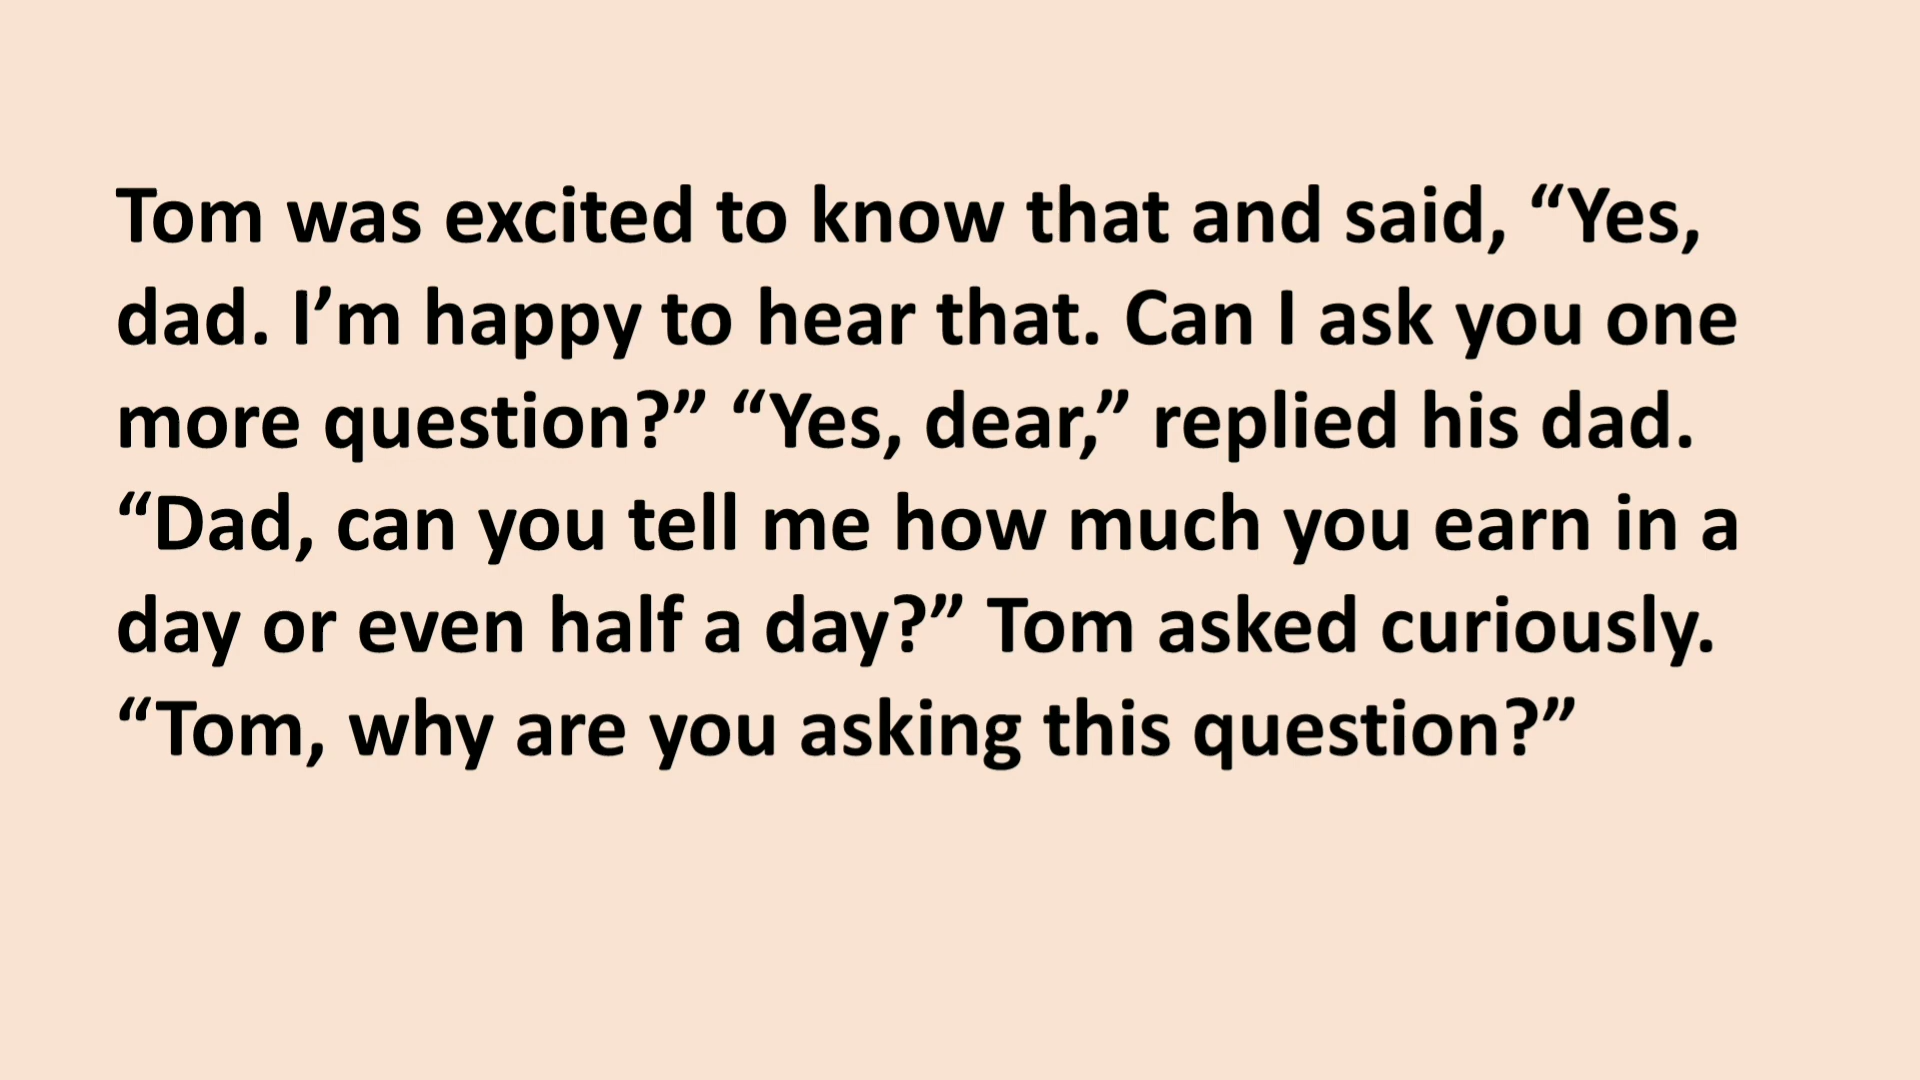 Tom was excited to know that and said, “Yes,
dad. I’m happy to hear that. Can I ask you one
more question?” “Yes, dear,” replied his dad.
“Dad, can you tell me how much you earn in a
day or even half a day?” Tom asked curiously.
“Tom, why are you asking this question?”